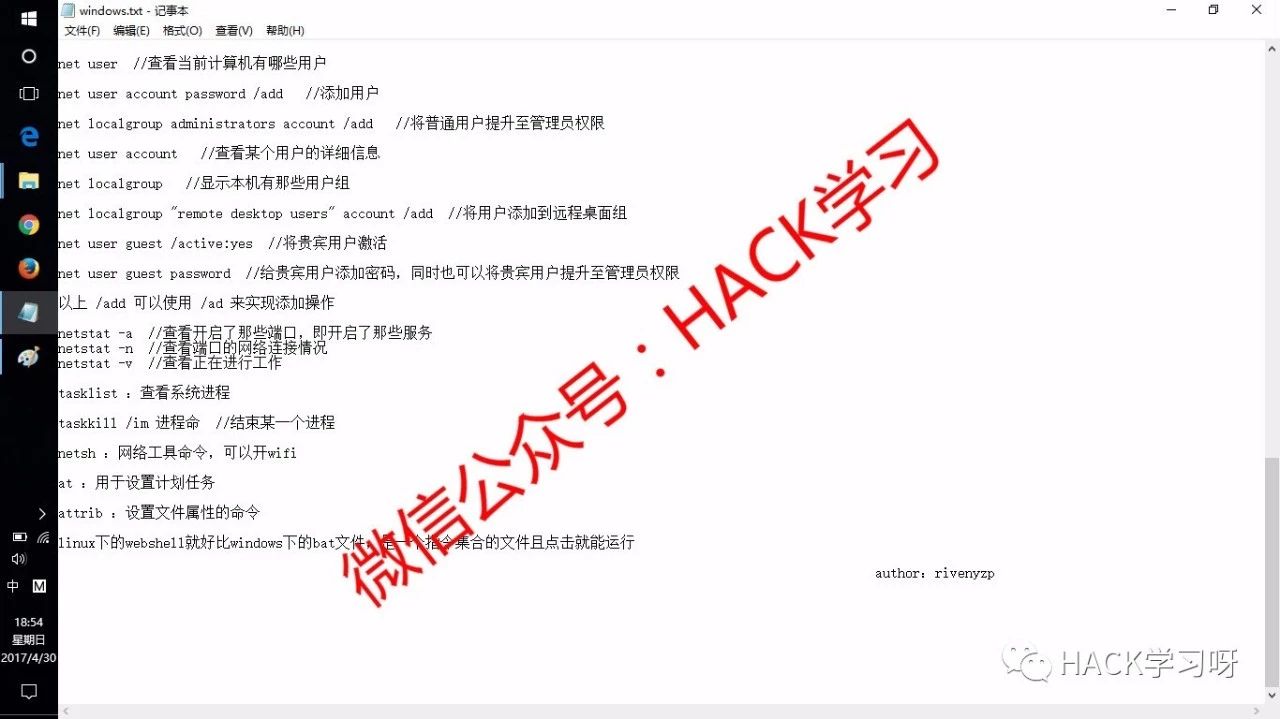 windows.txt - 记事本
文件(F) 编辑(E) 格式(O) 查看(V) 帮助(H)
net user //查看当前计算机有哪些用户
net user account password /add //添加用户
net localgroup administrators account /add //将普通用户提升至管理员权限
net user account //查看某个用户的详细信息
net localgroup //显示本机有那些用户组
net localgroup "remote desktop users" account /add //将用户添加到远程桌面组
net user guest /active:yes //将贵宾用户激活
net user guest password //给贵宾用户添加密码，同时也可以将贵宾用户提升至管理员权限
以上 /add 可以使用 /ad 来实现添加操作
netstat -a //查看开启了那些端口，即开启了那些服务
netstat -n //查看端口的网络连接情况
netstat -v //查看正在进行工作
tasklist ：查看系统进程
taskkill /im 进程命 //结束某一个进程
netsh ：网络工具命令，可以开wifi
at ：用于设置计划任务
attrib ：设置文件属性的命令
linux下的webshell就好比windows下的bat文件，是一个指令集合的文件且点击就能运行
author：rivenyzp
微信公众号：HACK学习
HACK学习呀
中 M
18:54
星期日
2017/4/30